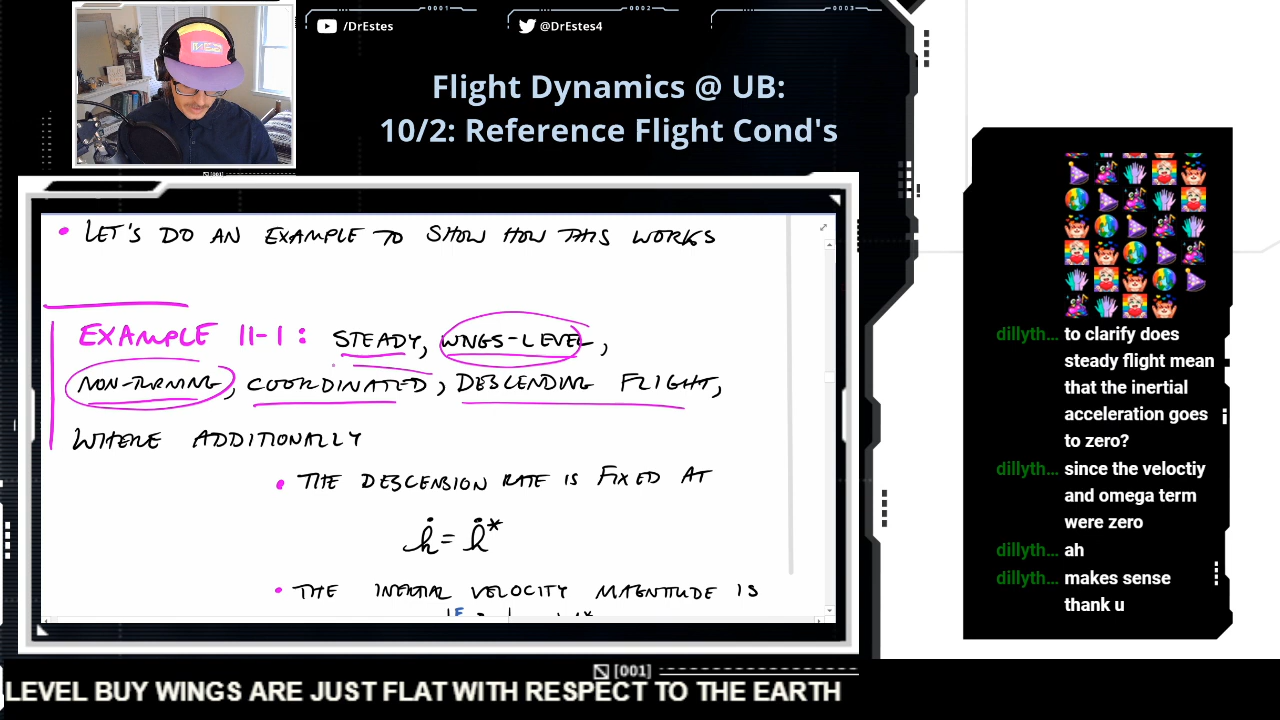 0001
0002
0003
/DrEstes
@DrEstes4
Flight Dynamics @ UB:
10/2: Reference Flight Cond's
[001]
LET'S DO AN EXAMPLE TO SHOW HOW THIS WORKS
EXAMPLE 11-1: STEADY, WINGS-LEVEL,
NON-TURNING, COORDINATED, DESCENDING FLIGHT,
WHERE ADDITIONALLY
THE DESCENSION RATE IS FIXED AT
ḣ = ḣ*
THE INERTIAL VELOCITY MAGNITUDE IS
dillyth... to clarify does
steady flight mean
that the inertial
acceleration goes
to zero?
dillyth... since the veloctiy
and omega term
were zero
dillyth... ah
dillyth... makes sense
thank u
[001]
LEVEL BUY WINGS ARE JUST FLAT WITH RESPECT TO THE EARTH